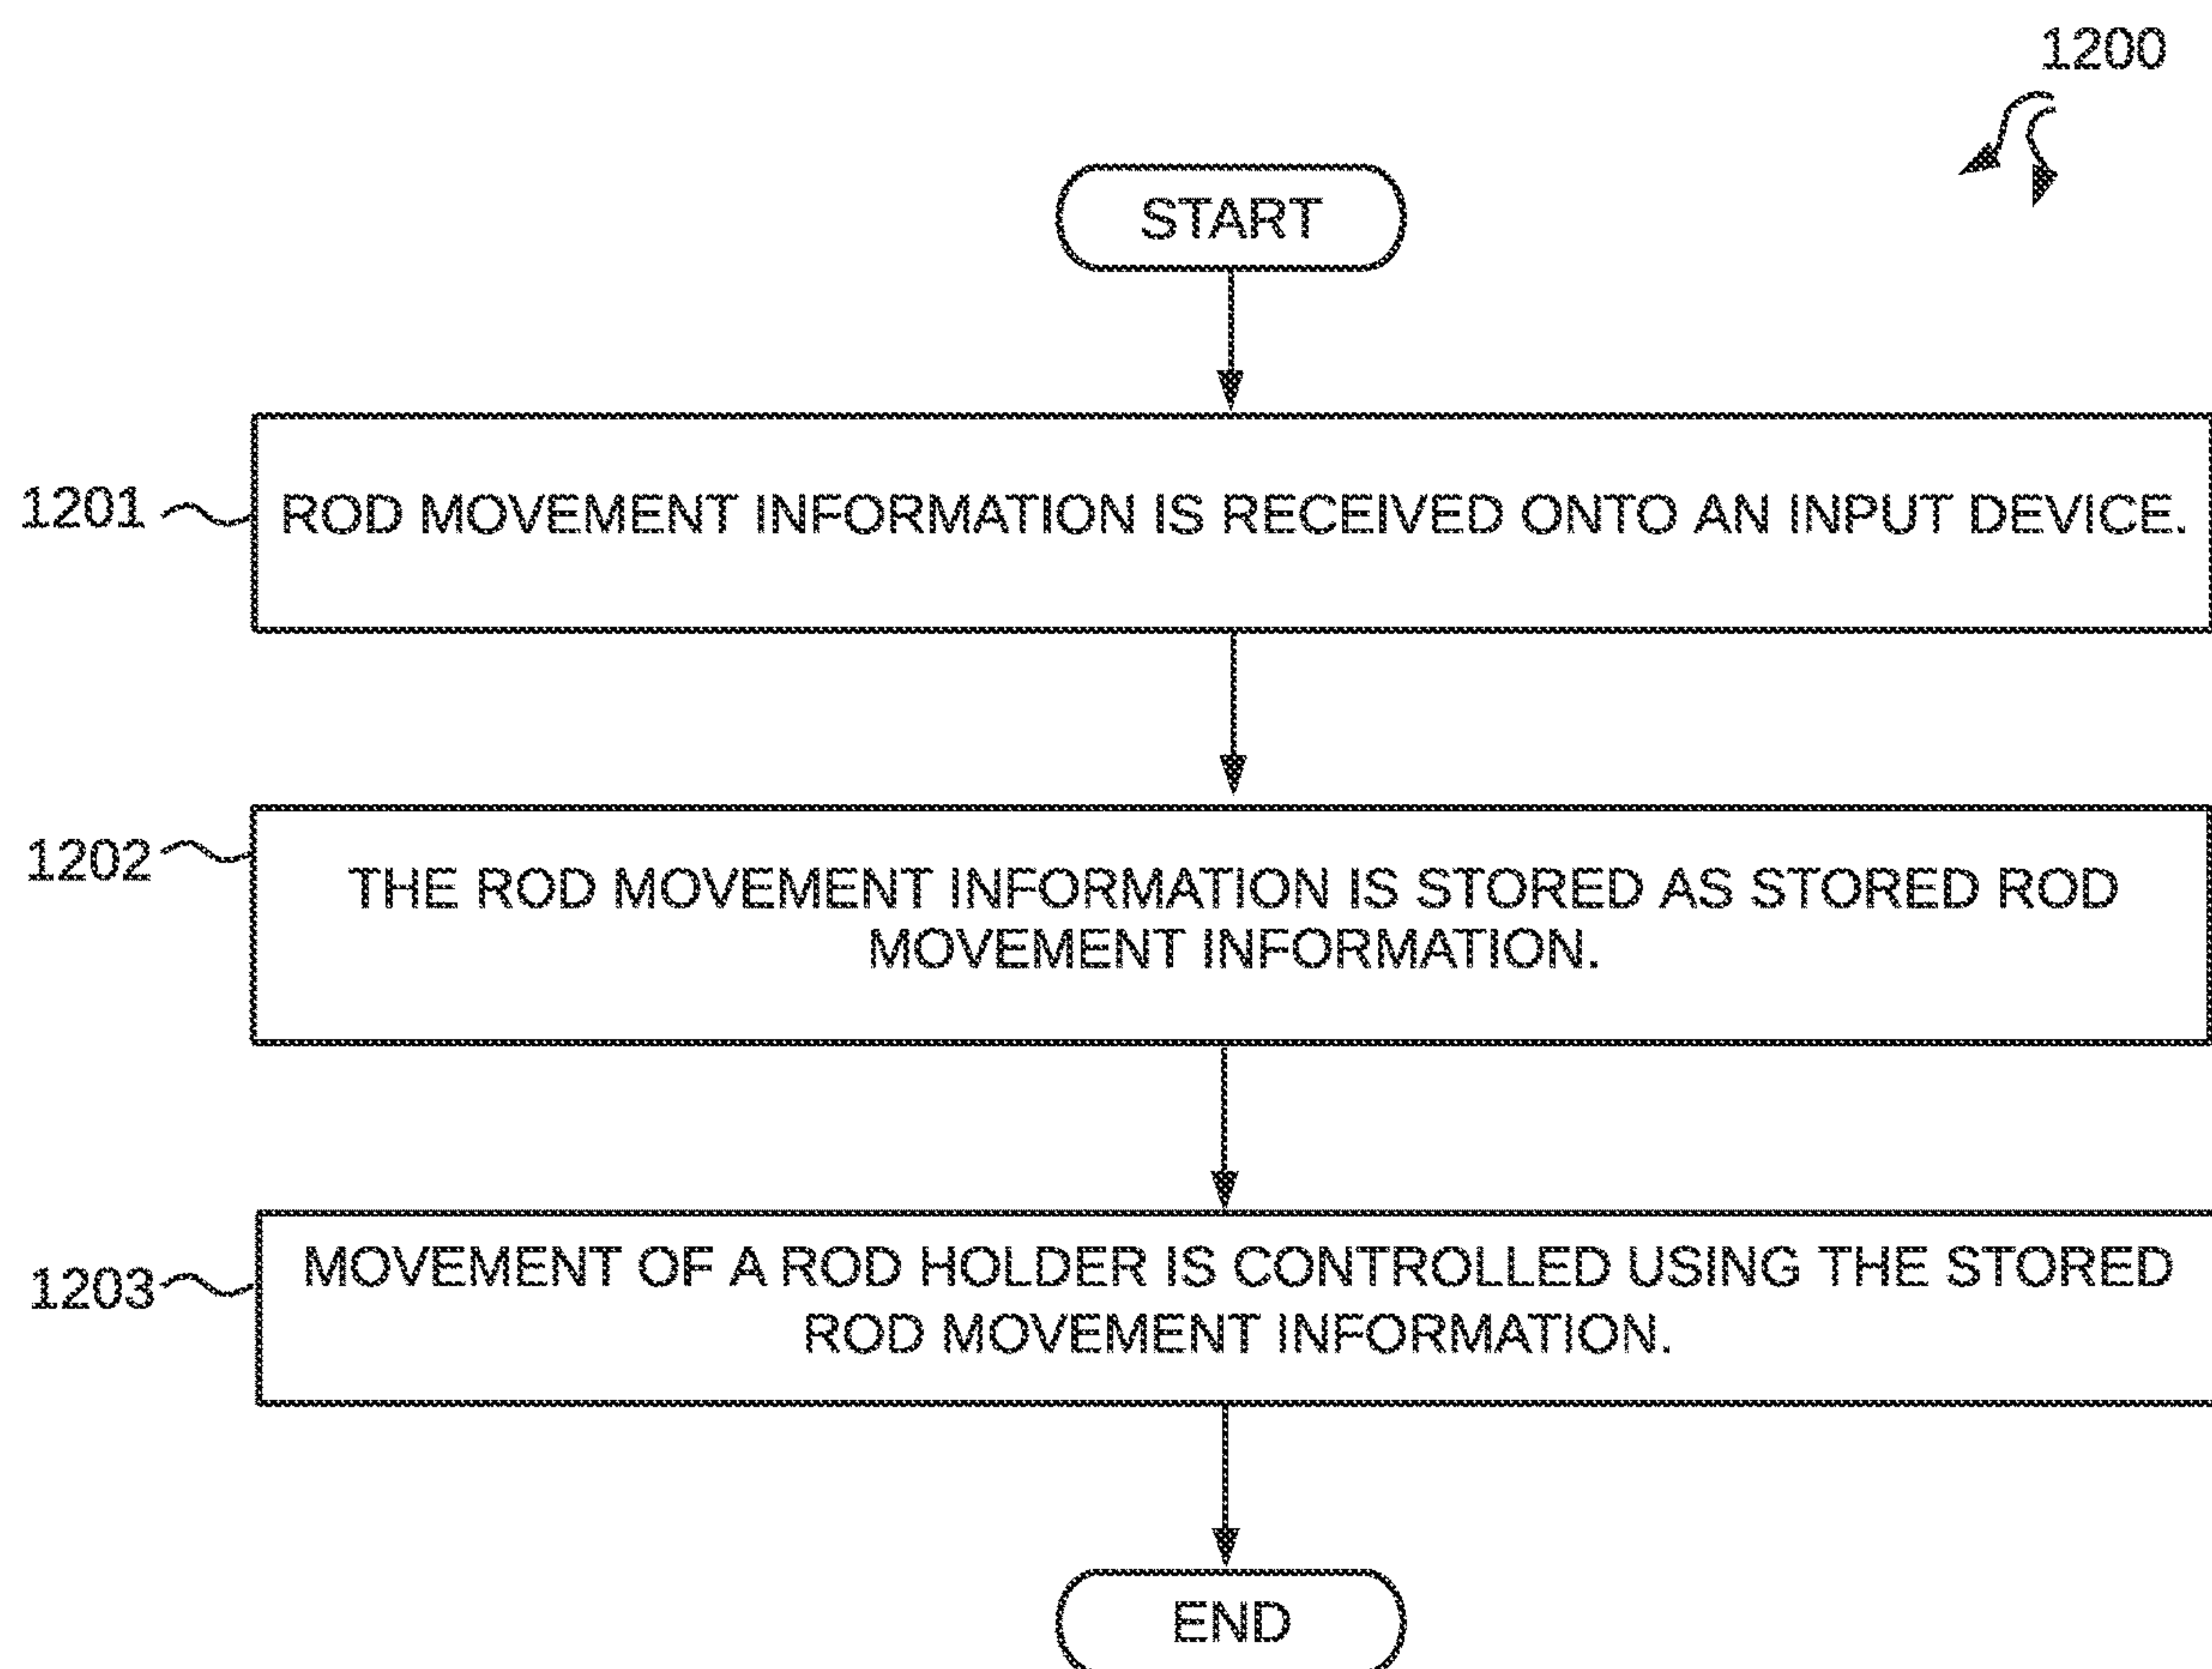 1200
START
1201
ROD MOVEMENT INFORMATION IS RECEIVED ONTO AN INPUT DEVICE.
1202
THE ROD MOVEMENT INFORMATION IS STORED AS STORED ROD
MOVEMENT INFORMATION.
1203
MOVEMENT OF A ROD HOLDER IS CONTROLLED USING THE STORED
ROD MOVEMENT INFORMATION.
END